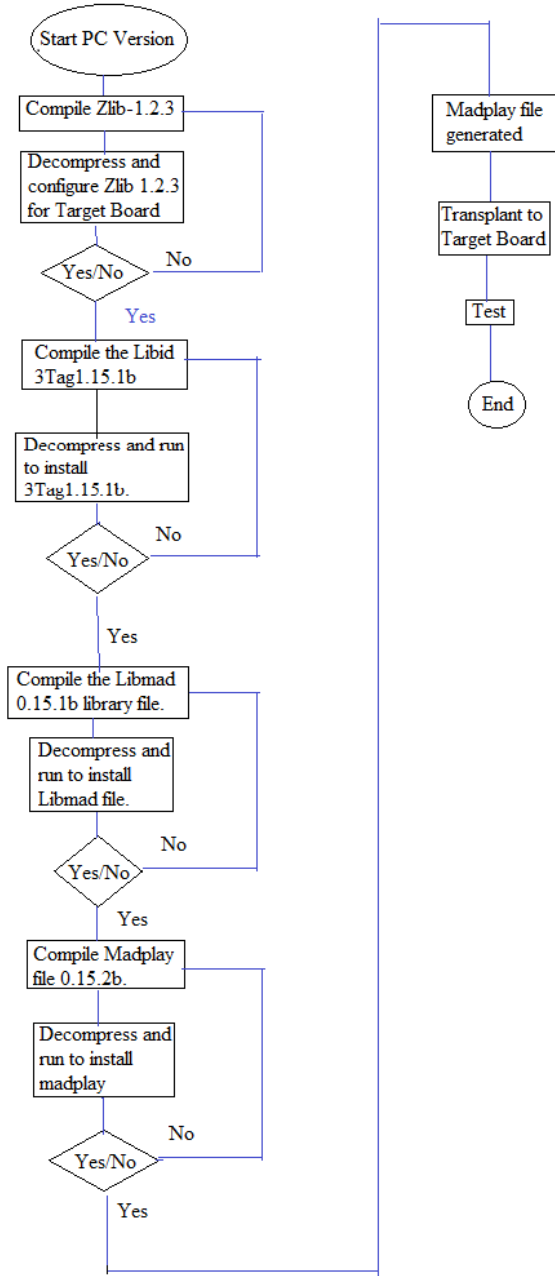 Start PC Version
Compile Zlib-1.2.3
Decompress and
configure Zlib 1.2.3
for Target Board
Yes/No
No
Yes
Compile the Libid
3Tag1.15.1b
Decompress and run
to install
3Tag1.15.1b.
No
Yes/No
Yes
Compile the Libmad
0.15.1b library file.
Decompress and
run to install
Libmad file.
No
Yes/No
Yes
Compile Madplay
file 0.15.2b.
Decompress and
run to install
madplay
No
Yes/No
Yes
Madplay file
generated
Transplant to
Target Board
Test
End